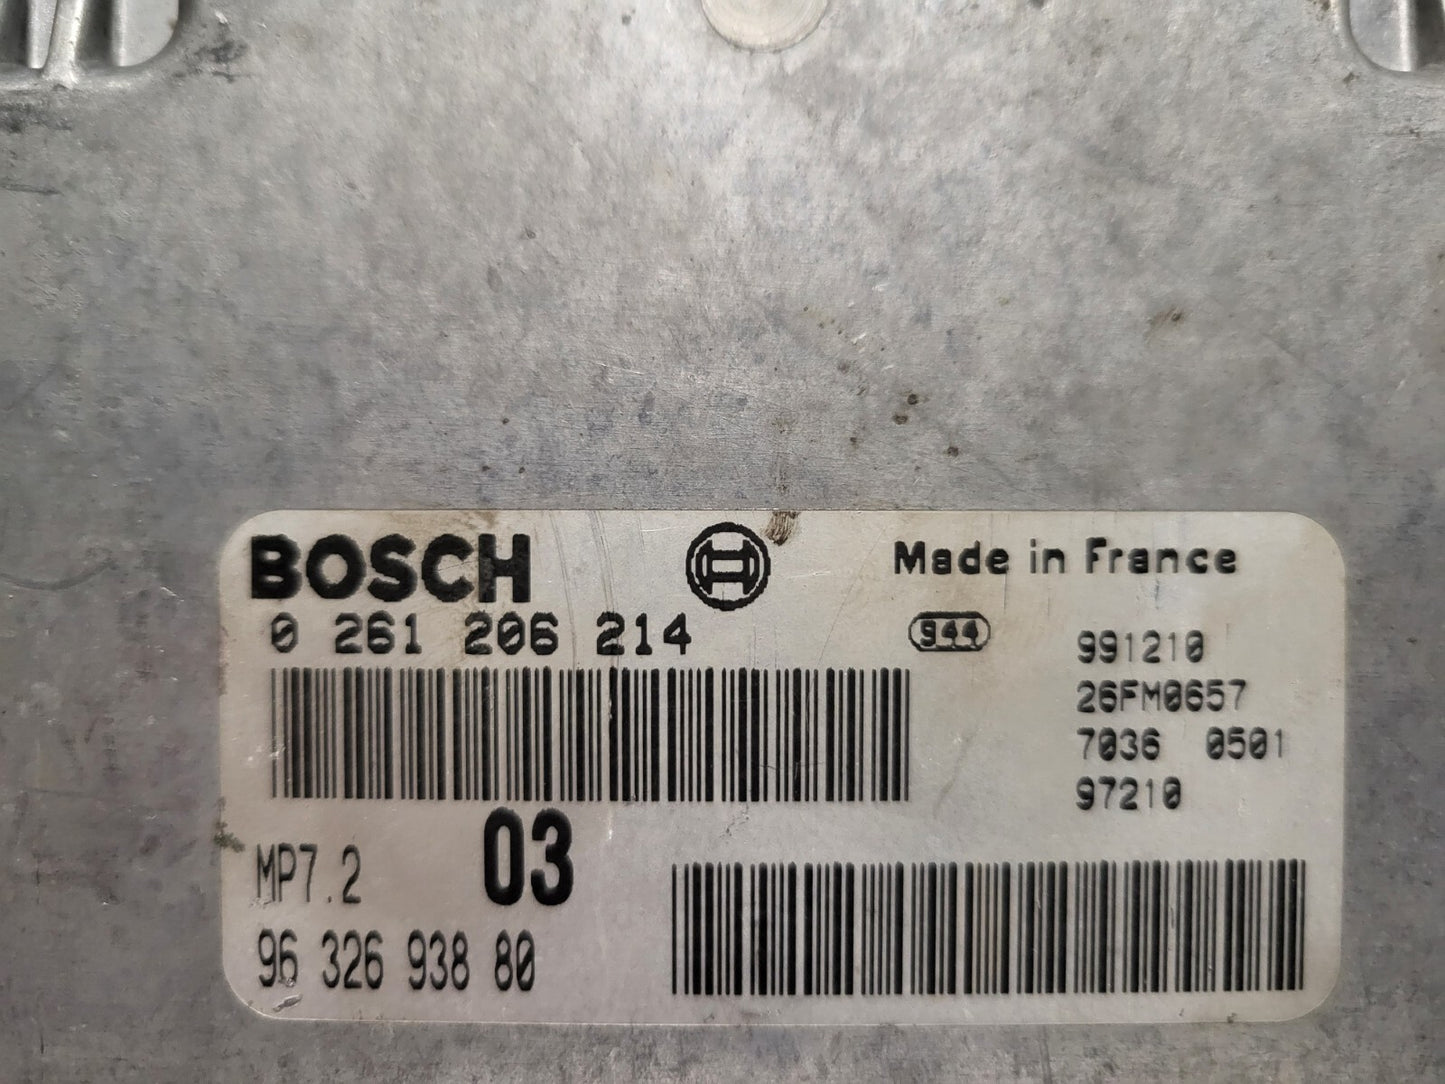 BOSCH
Made in France
0 261 206 214
944
991210
26FM0657
7036 0501
97210
MP7.2
03
96 326 938 80